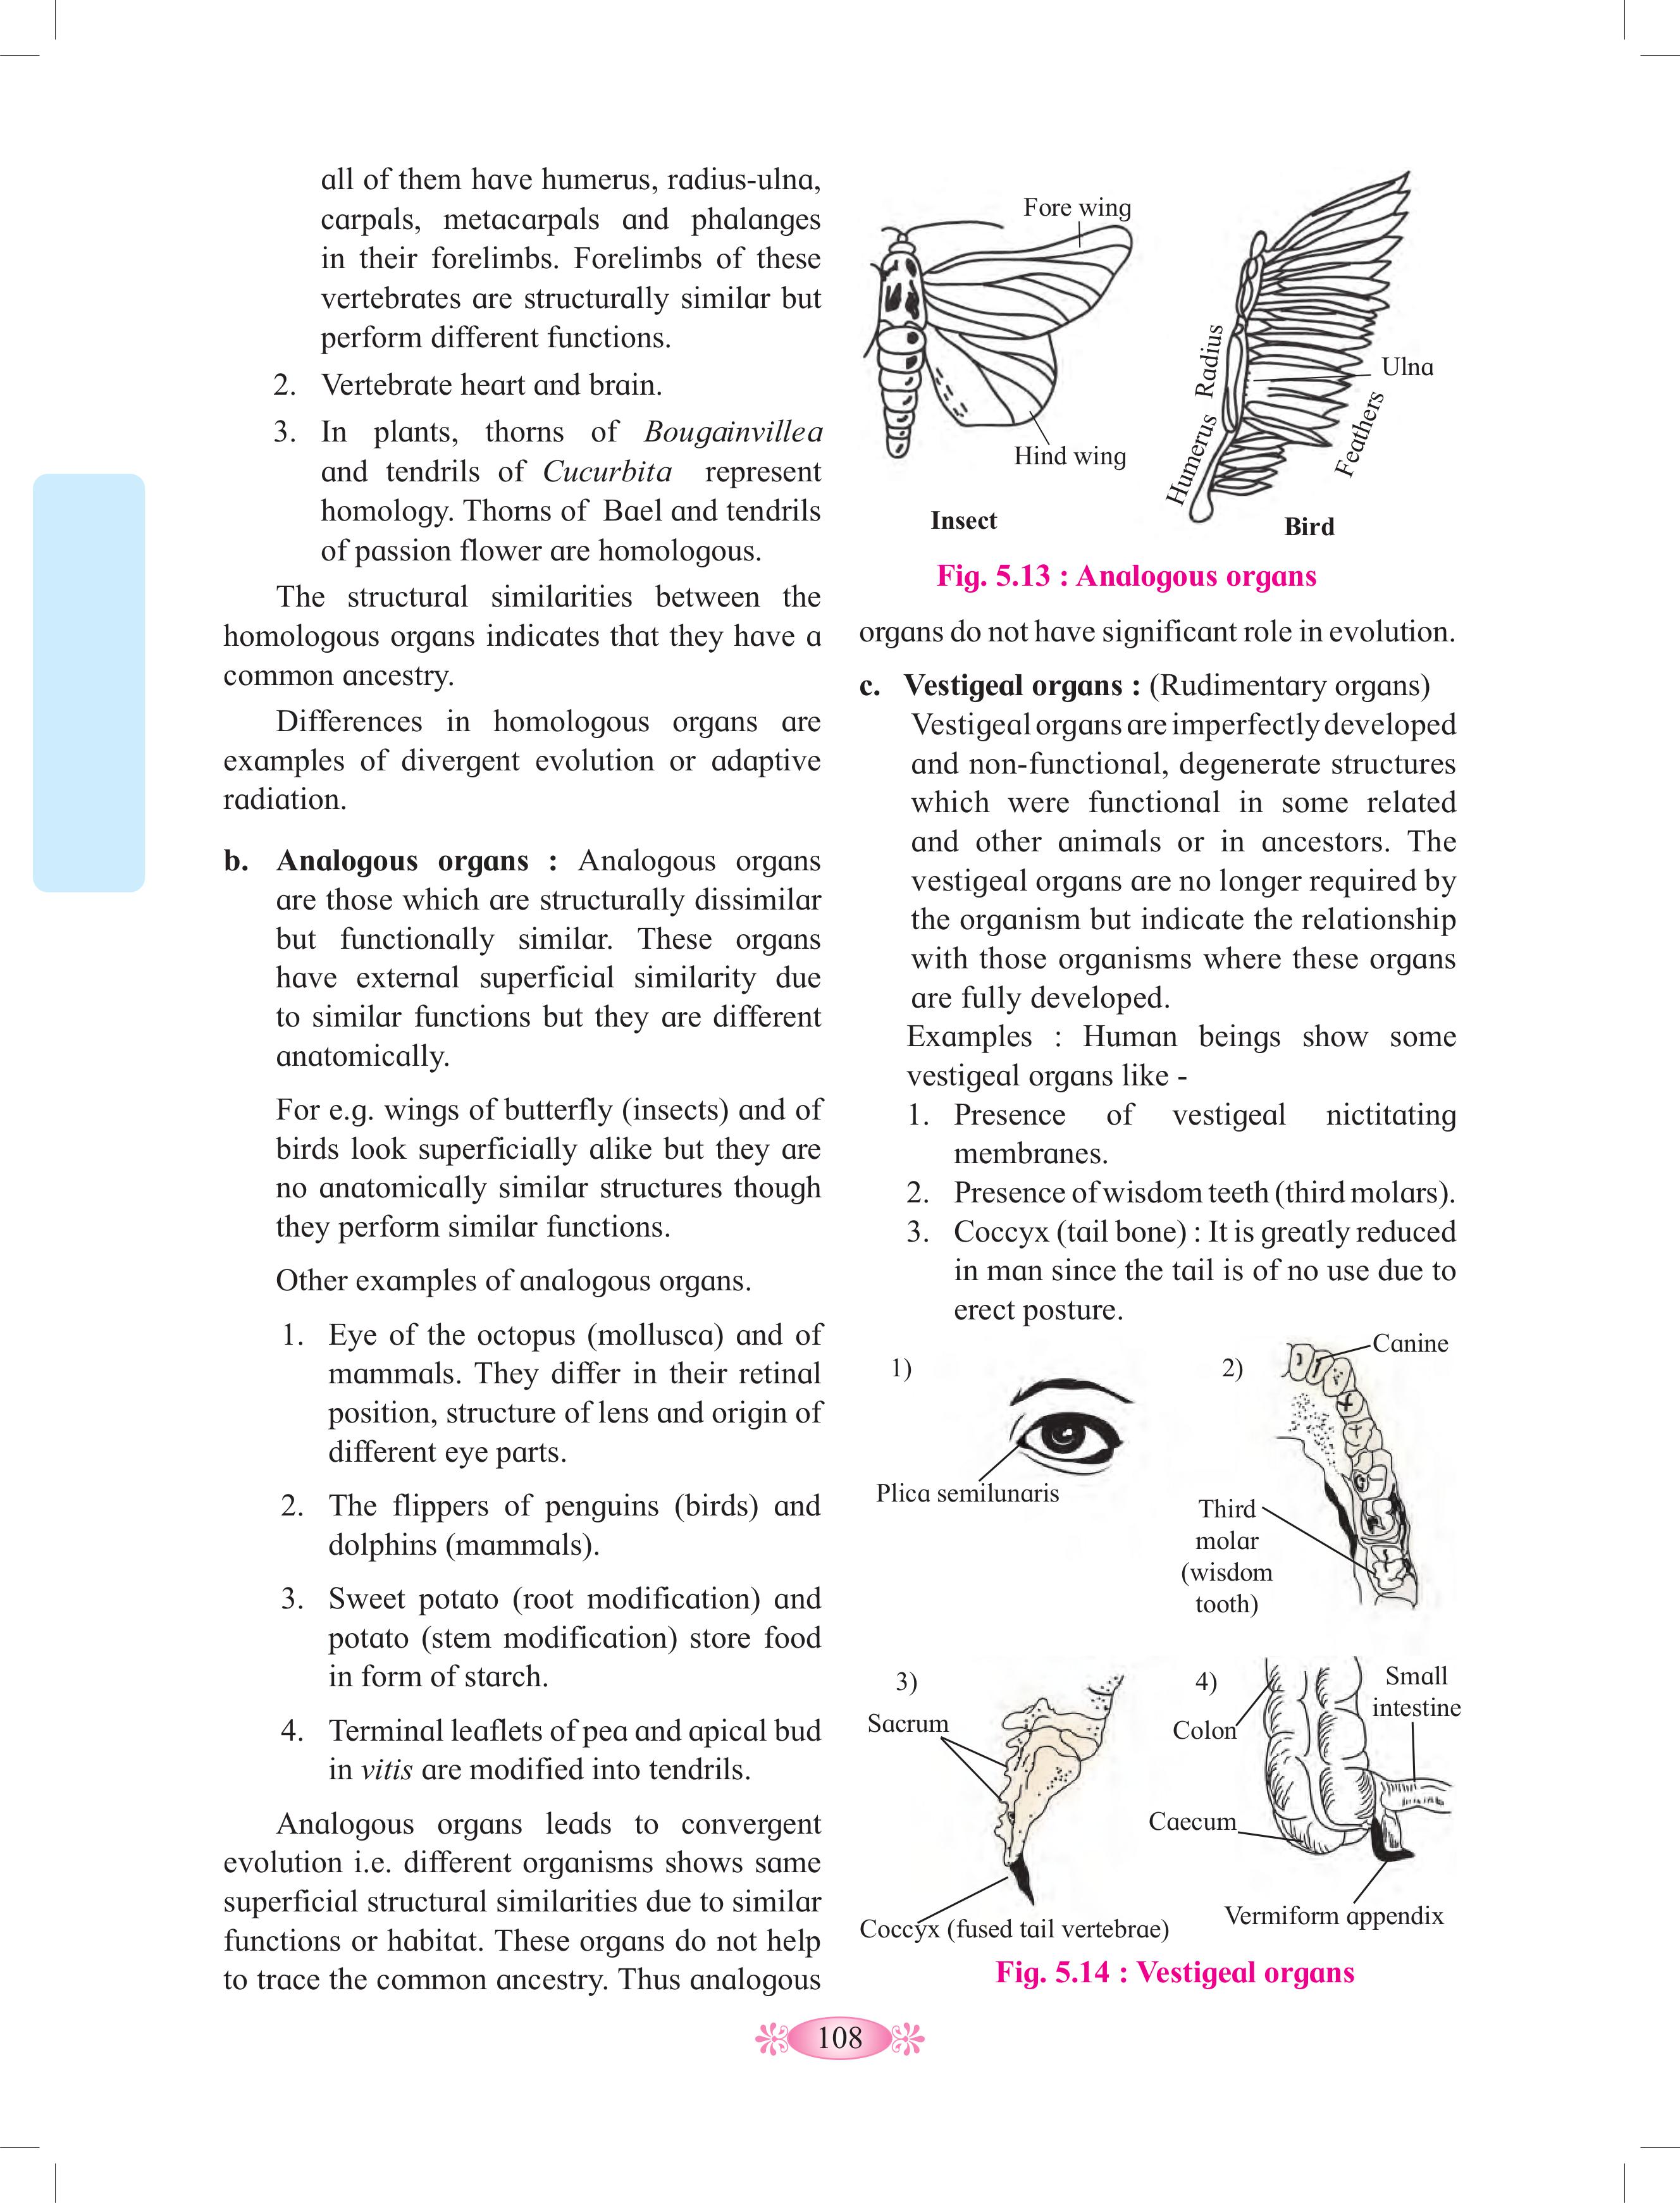 all of them have humerus, radius-ulna,
carpals, metacarpals and phalanges
in their forelimbs. Forelimbs of these
vertebrates are structurally similar but
perform different functions.
2. Vertebrate heart and brain.
3. In plants, thorns of Bougainvillea
and tendrils of Cucurbita represent
homology. Thorns of Bael and tendrils
of passion flower are homologous.
The structural similarities between the
homologous organs indicates that they have a
common ancestry.
Differences in homologous organs are
examples of divergent evolution or adaptive
radiation.
b. Analogous organs : Analogous organs
are those which are structurally dissimilar
but functionally similar. These organs
have external superficial similarity due
to similar functions but they are different
anatomically.
For e.g. wings of butterfly (insects) and of
birds look superficially alike but they are
no anatomically similar structures though
they perform similar functions.
Other examples of analogous organs.
1. Eye of the octopus (mollusca) and of
mammals. They differ in their retinal
position, structure of lens and origin of
different eye parts.
2. The flippers of penguins (birds) and
dolphins (mammals).
3. Sweet potato (root modification) and
potato (stem modification) store food
in form of starch.
4. Terminal leaflets of pea and apical bud
in vitis are modified into tendrils.
Analogous organs leads to convergent
evolution i.e. different organisms shows same
superficial structural similarities due to similar
functions or habitat. These organs do not help
to trace the common ancestry. Thus analogous
Fore wing
Hind wing
Insect
Humerus
Radius
Ulna
Feathers
Bird
Fig. 5.13 : Analogous organs
organs do not have significant role in evolution.
c. Vestigeal organs : (Rudimentary organs)
Vestigeal organs are imperfectly developed
and non-functional, degenerate structures
which were functional in some related
and other animals or in ancestors. The
vestigeal organs are no longer required by
the organism but indicate the relationship
with those organisms where these organs
are fully developed.
Examples : Human beings show some
vestigeal organs like -
1. Presence of vestigeal nictitating
membranes.
2. Presence of wisdom teeth (third molars).
3. Coccyx (tail bone) : It is greatly reduced
in man since the tail is of no use due to
erect posture.
1)
Plica semilunaris
2)
Canine
Third
molar
(wisdom
tooth)
3)
Sacrum
Coccyx (fused tail vertebrae)
4)
Small
intestine
Colon
Caecum
Vermiform appendix
Fig. 5.14 : Vestigeal organs
108